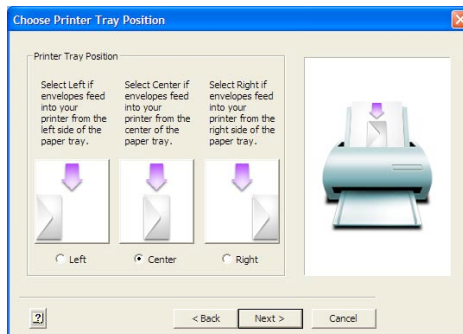 Choose Printer Tray Position
Printer Tray Position
Select Left if
envelopes feed
into your
printer from the
left side of the
paper tray.
Select Center if
envelopes feed
into your
printer from the
center of the
paper tray.
Select Right if
envelopes feed
into your
printer from the
right side of the
paper tray.
Left
Center
Right
?
< Back
Next >
Cancel